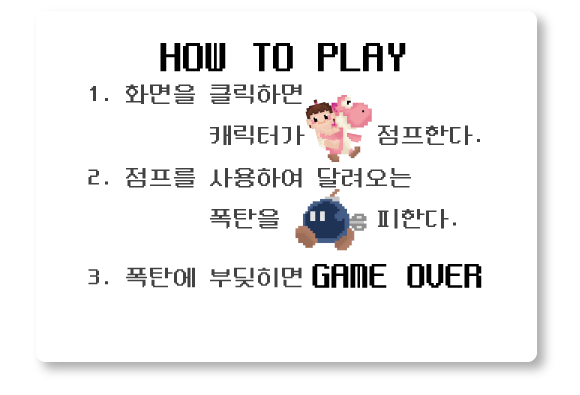 HOW TO PLAY
1. 화면을 클릭하면
캐릭터가 점프한다.
2. 점프를 사용하여 달려오는
폭탄을 피한다.
3. 폭탄에 부딪히면 GAME OVER